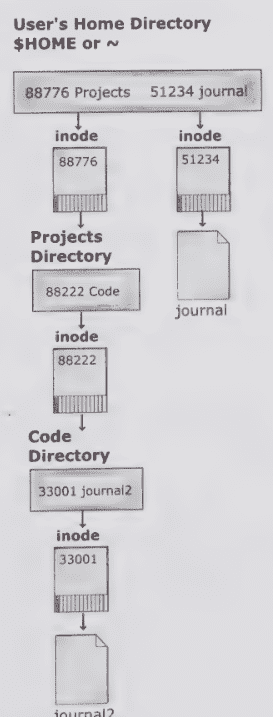 User's Home Directory
$HOME or ~
88776 Projects 51234 journal
inode inode
88776 51234
Projects
Directory
journal
88222 Code
inode
88222
Code
Directory
33001 journal2
inode
33001
journal2